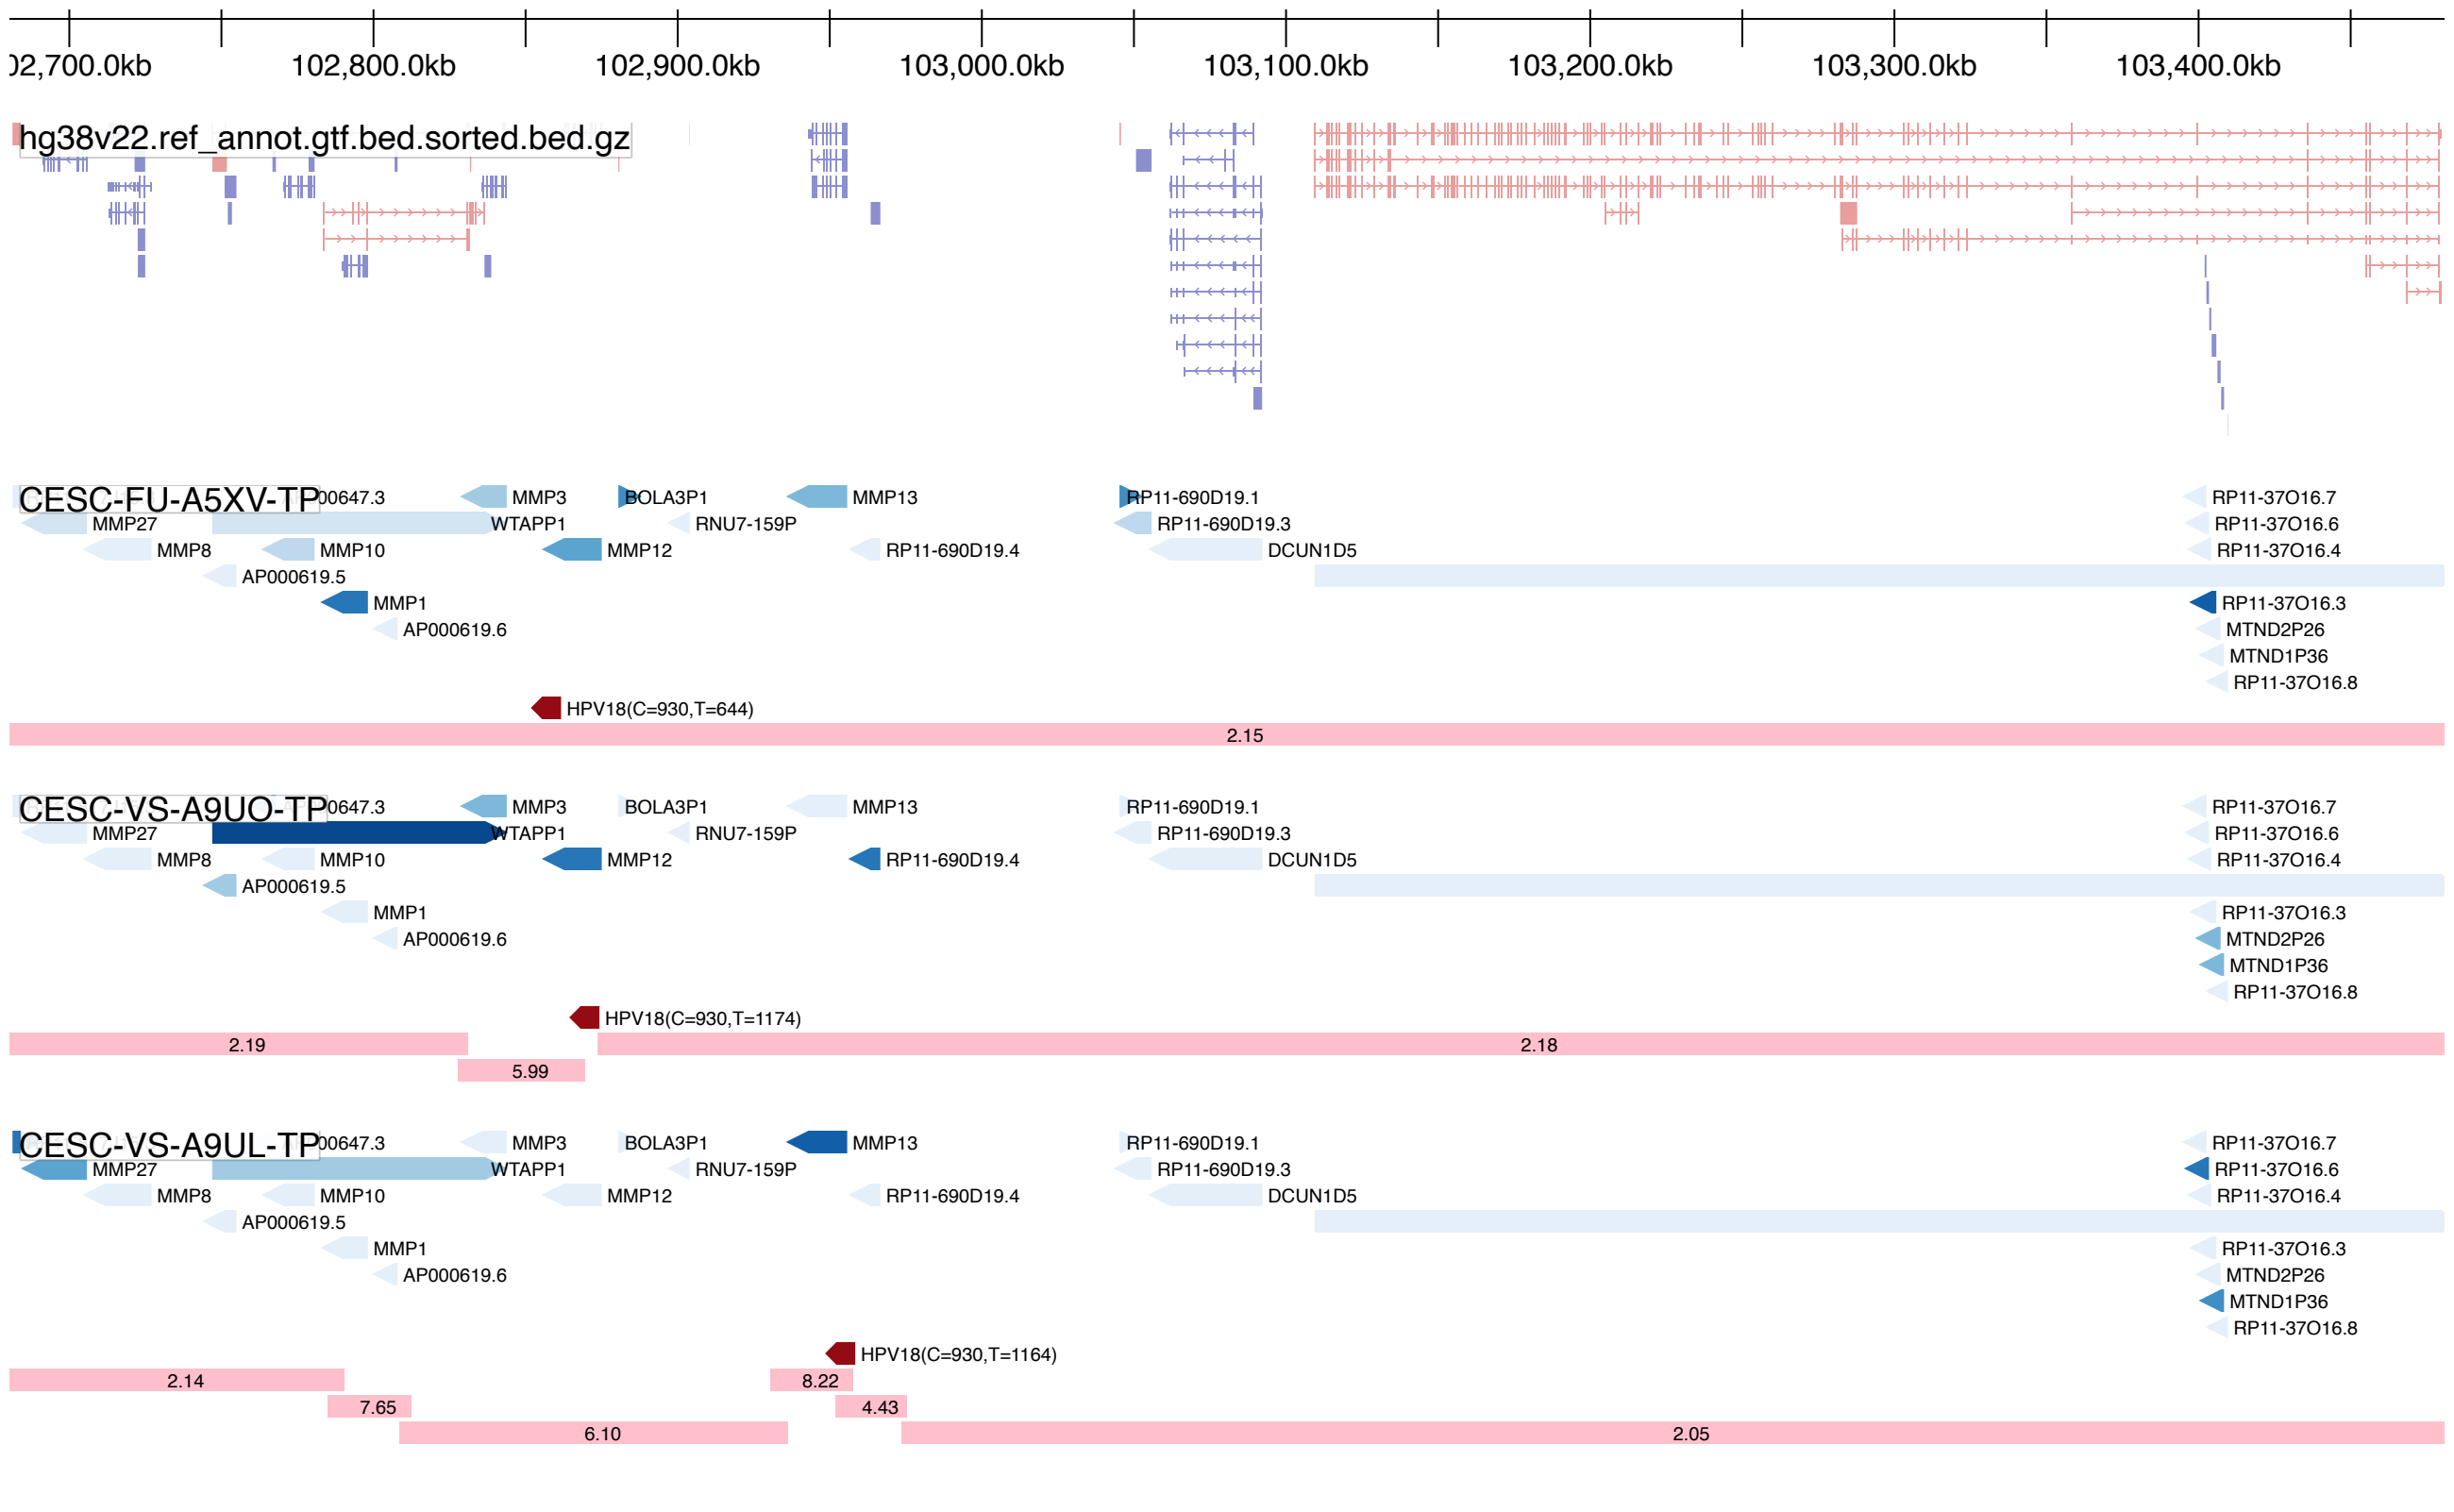 02,700.0kb 102,800.0kb 102,900.0kb 103,000.0kb 103,100.0kb 103,200.0kb 103,300.0kb 103,400.0kb
hg38v22.ref_annot.gtf.bed.sorted.bed.gz
CESC-FU-A5XV-TP 00647.3 MMP3 BOLA3P1 MMP13 RP11-690D19.1 RP11-37O16.7
MMP27 WTAPP1 RNU7-159P RP11-690D19.3 RP11-37O16.6
MMP8 MMP10 MMP12 RP11-690D19.4 DCUN1D5 RP11-37O16.4
AP000619.5
MMP1 RP11-37O16.3
AP000619.6 MTND2P26
MTND1P36
RP11-37O16.8
HPV18(C=930,T=644)
2.15
CESC-VS-A9UO-TP 0647.3 MMP3 BOLA3P1 MMP13 RP11-690D19.1 RP11-37O16.7
MMP27 WTAPP1 RNU7-159P RP11-690D19.3 RP11-37O16.6
MMP8 MMP10 MMP12 RP11-690D19.4 DCUN1D5 RP11-37O16.4
AP000619.5
MMP1 RP11-37O16.3
AP000619.6 MTND2P26
MTND1P36
RP11-37O16.8
HPV18(C=930,T=1174)
2.19 2.18
5.99
CESC-VS-A9UL-TP 00647.3 MMP3 BOLA3P1 MMP13 RP11-690D19.1 RP11-37O16.7
MMP27 WTAPP1 RNU7-159P RP11-690D19.3 RP11-37O16.6
MMP8 MMP10 MMP12 RP11-690D19.4 DCUN1D5 RP11-37O16.4
AP000619.5
MMP1 RP11-37O16.3
AP000619.6 MTND2P26
MTND1P36
RP11-37O16.8
HPV18(C=930,T=1164)
2.14 8.22
7.65 4.43
6.10 2.05